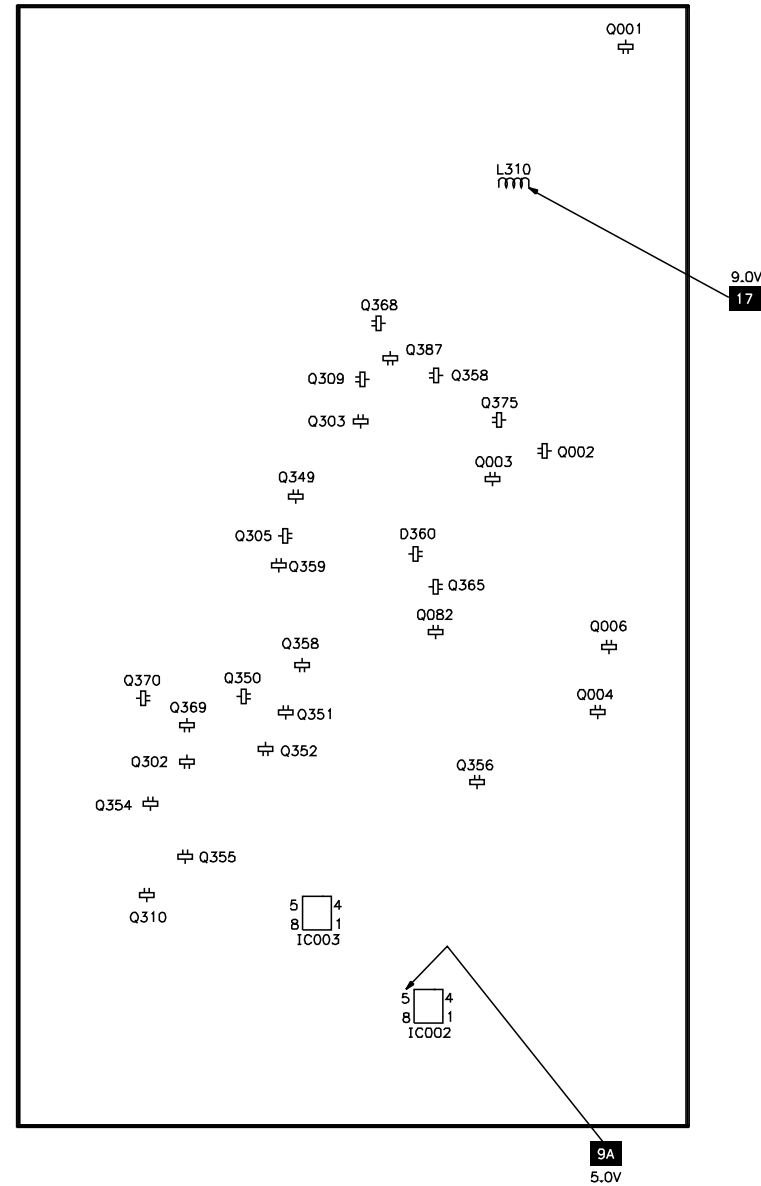 Q001
L310
9.0V
17
Q368
Q387
Q309
Q358
Q303
Q375
Q002
Q003
Q349
Q305
D360
Q359
Q365
Q082
Q006
Q358
Q370
Q350
Q369
Q004
Q351
Q302
Q352
Q356
Q354
Q355
Q310
5 4
8 1
IC003
5 4
8 1
IC002
9A
5.0V